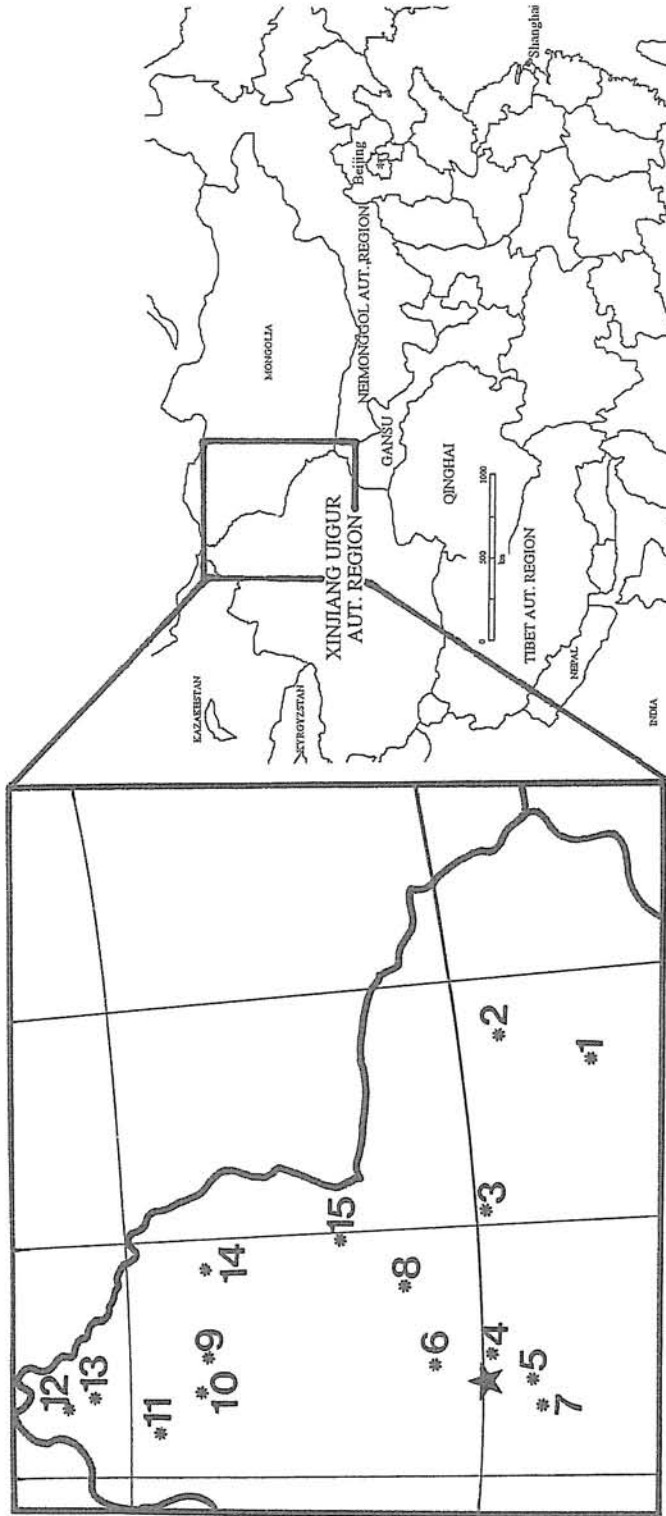 12
13
11
10
9
14
15
8
6
4
5
7
3
2
1
KAZAKHSTAN
KYRGYZSTAN
XINJIANG UIGUR
AUT. REGION
MONGOLIA
NEIMONGGOL AUT. REGION
GANSU
QINGHAI
Beijing
Shanghai
0 500 1000
km
TIBET AUT. REGION
NEPAL
INDIA